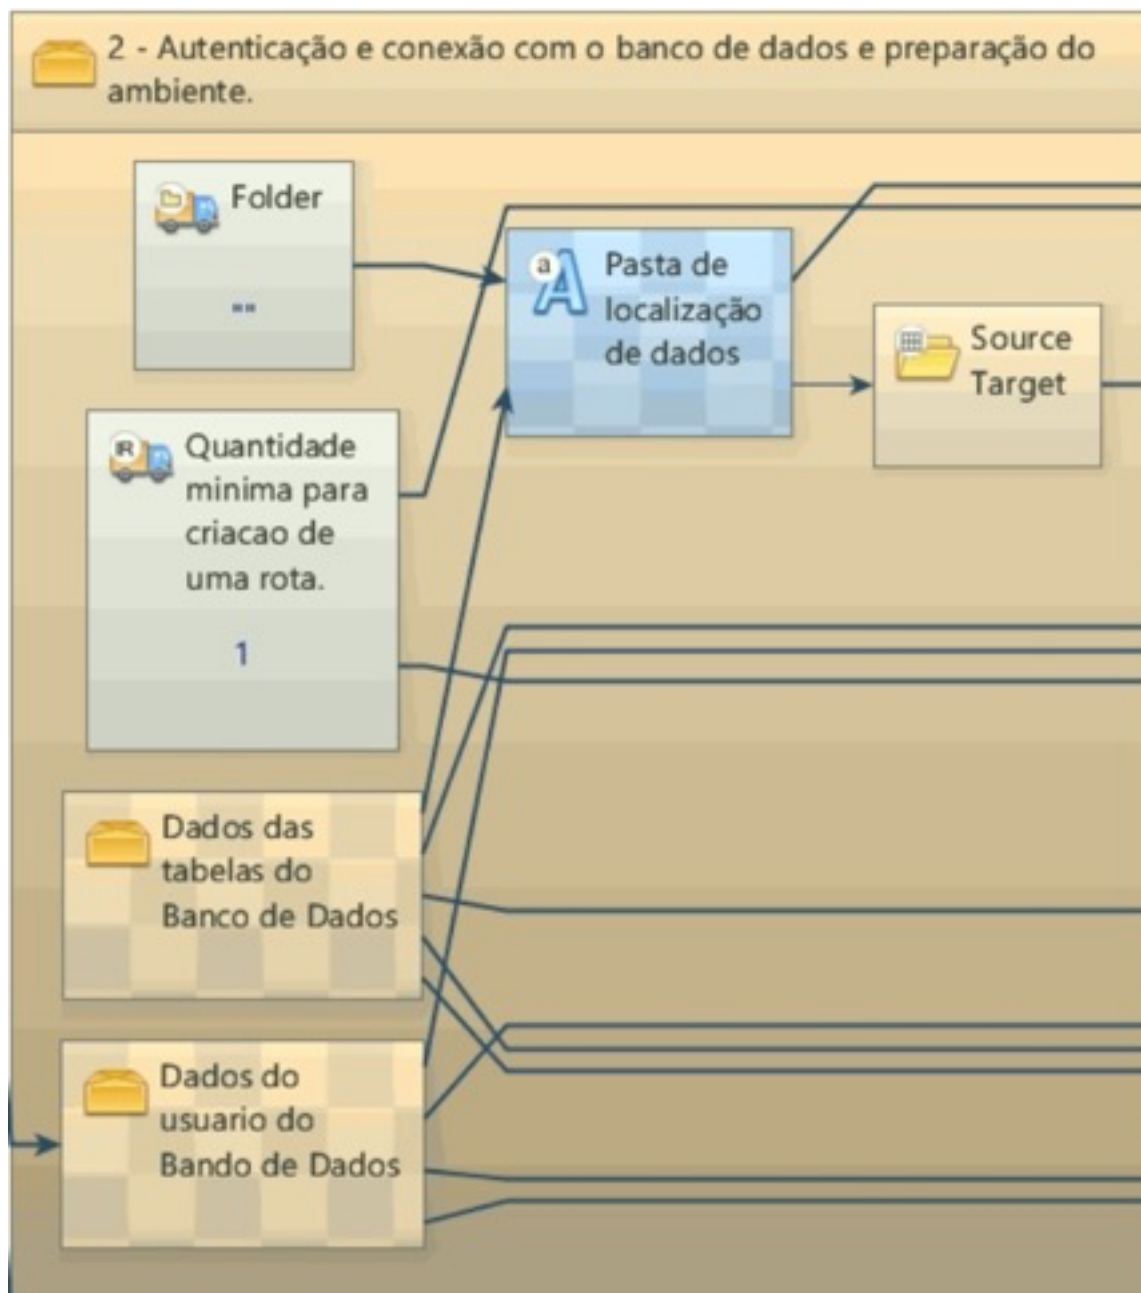 2 - Autenticação e conexão com o banco de dados e preparação do
ambiente.
Folder
""
a
Pasta de
localização
de dados
Source
Target
IR
Quantidade
minima para
criacao de
uma rota.
1
Dados das
tabelas do
Banco de Dados
Dados do
usuario do
Bando de Dados